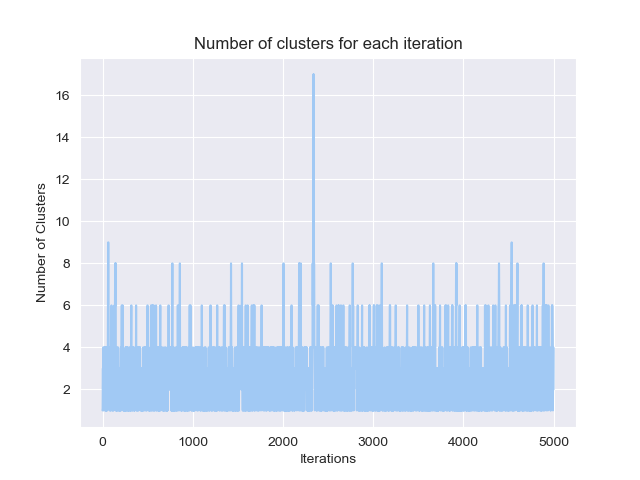 Number of clusters for each iteration
16
14
12
10
8
6
4
2
Number of Clusters
0 1000 2000 3000 4000 5000
Iterations